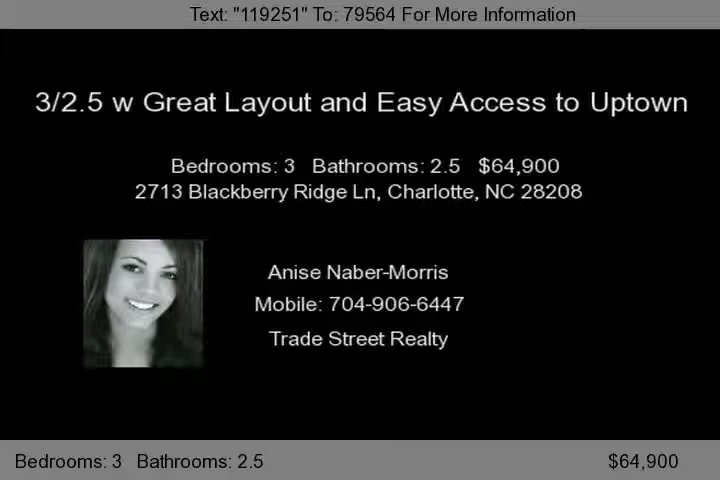 Text: "119251" To: 79564 For More Information
3/2.5 w Great Layout and Easy Access to Uptown
Bedrooms: 3 Bathrooms: 2.5 $64,900
2713 Blackberry Ridge Ln, Charlotte, NC 28208
Anise Naber-Morris
Mobile: 704-906-6447
Trade Street Realty
Bedrooms: 3 Bathrooms: 2.5 $64,900